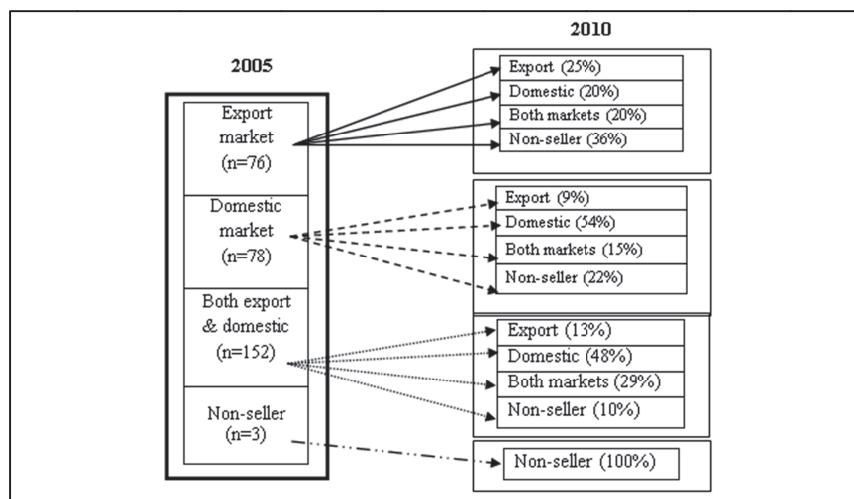 2005
Export
market
(n=76)
Domestic
market
(n=78)
Both export
& domestic
(n=152)
Non-seller
(n=3)
2010
Export (25%)
Domestic (20%)
Both markets (20%)
Non-seller (36%)
Export (9%)
Domestic (54%)
Both markets (15%)
Non-seller (22%)
Export (13%)
Domestic (48%)
Both markets (29%)
Non-seller (10%)
Non-seller (100%)